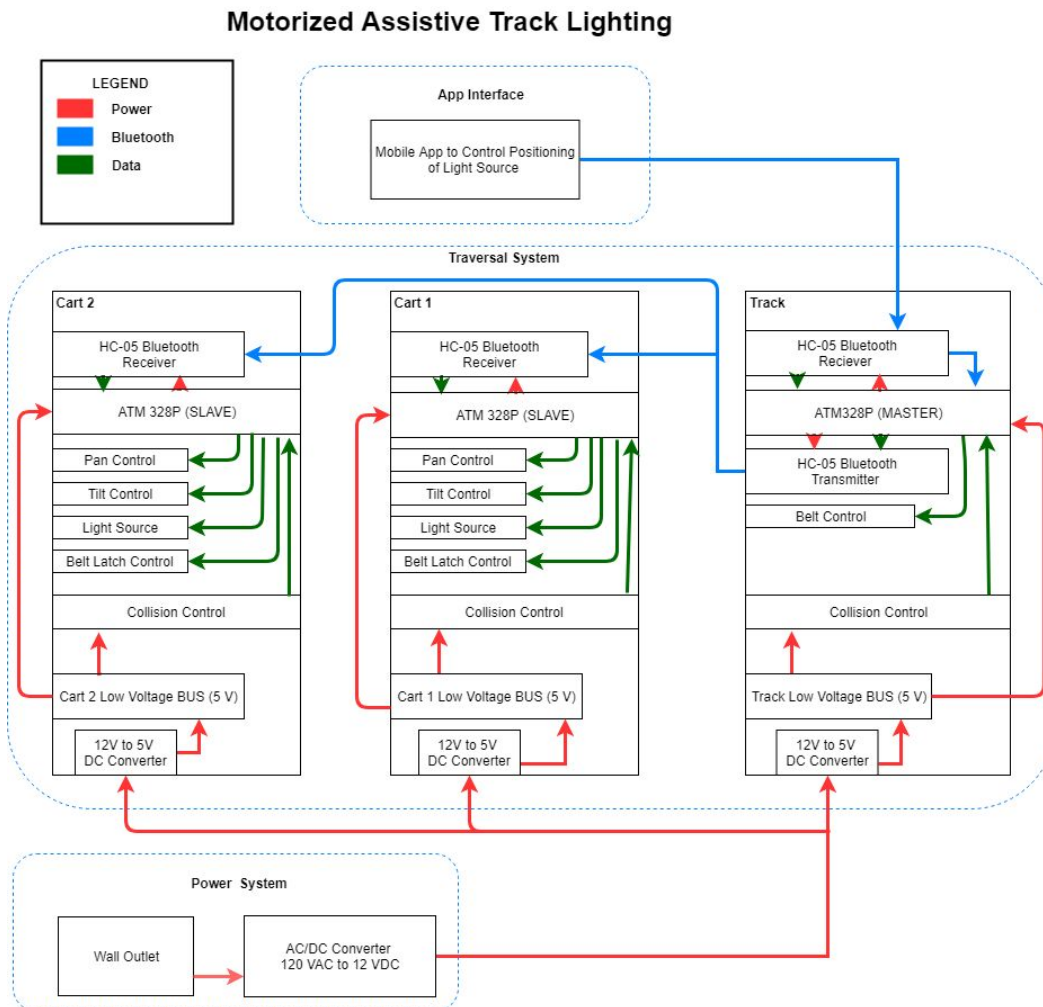 Motorized Assistive Track Lighting
LEGEND
Power
Bluetooth
Data
App Interface
Mobile App to Control Positioning
of Light Source
Traversal System
Cart 2
HC-05 Bluetooth
Receiver
ATM 328P (SLAVE)
Pan Control
Tilt Control
Light Source
Belt Latch Control
Collision Control
Cart 2 Low Voltage BUS (5 V)
12V to 5V
DC Converter
Cart 1
HC-05 Bluetooth
Receiver
ATM 328P (SLAVE)
Pan Control
Tilt Control
Light Source
Belt Latch Control
Collision Control
Cart 1 Low Voltage BUS (5 V)
12V to 5V
DC Converter
Track
HC-05 Bluetooth
Reciever
ATM328P (MASTER)
HC-05 Bluetooth
Transmitter
Belt Control
Collision Control
Track Low Voltage BUS (5 V)
12V to 5V
DC Converter
Power System
Wall Outlet
AC/DC Converter
120 VAC to 12 VDC